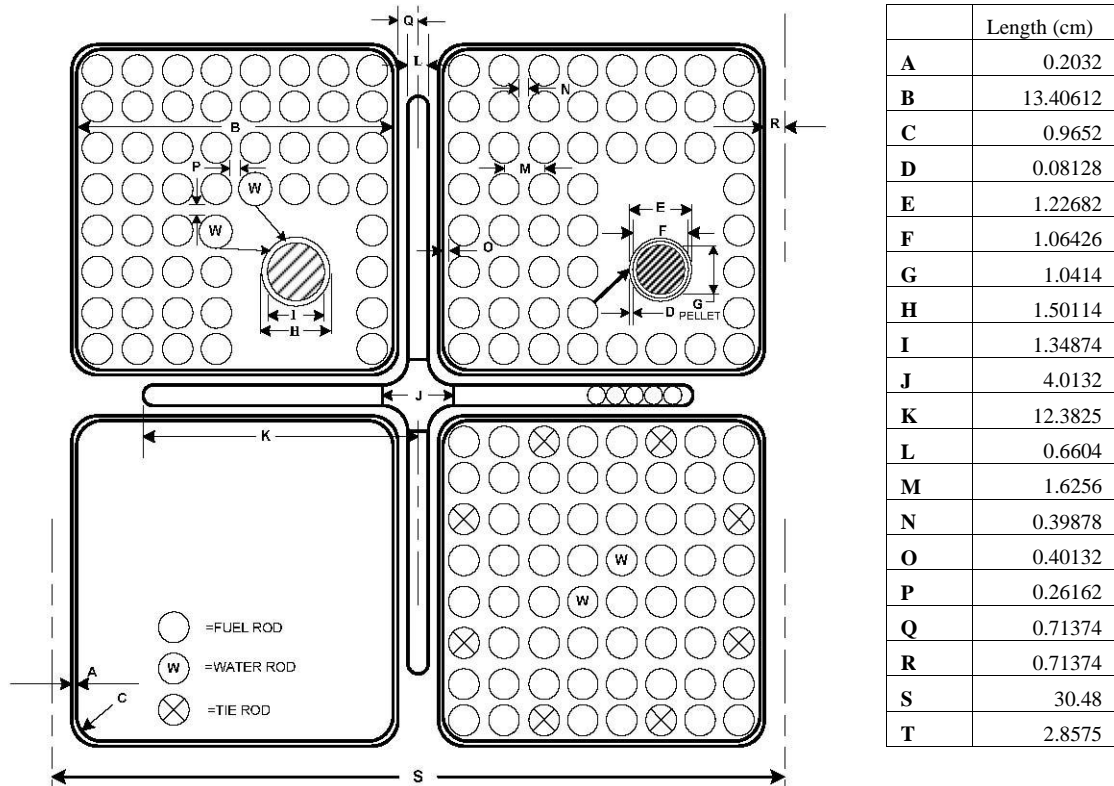 Q
L
N
B
R
P
M
W
E
F
W
O
G
D
PELLET
I
H
J
K
W
=FUEL ROD
W
A
W
=WATER ROD
C
=TIE ROD
S
Length (cm)
A 0.2032
B 13.40612
C 0.9652
D 0.08128
E 1.22682
F 1.06426
G 1.0414
H 1.50114
I 1.34874
J 4.0132
K 12.3825
L 0.6604
M 1.6256
N 0.39878
O 0.40132
P 0.26162
Q 0.71374
R 0.71374
S 30.48
T 2.8575